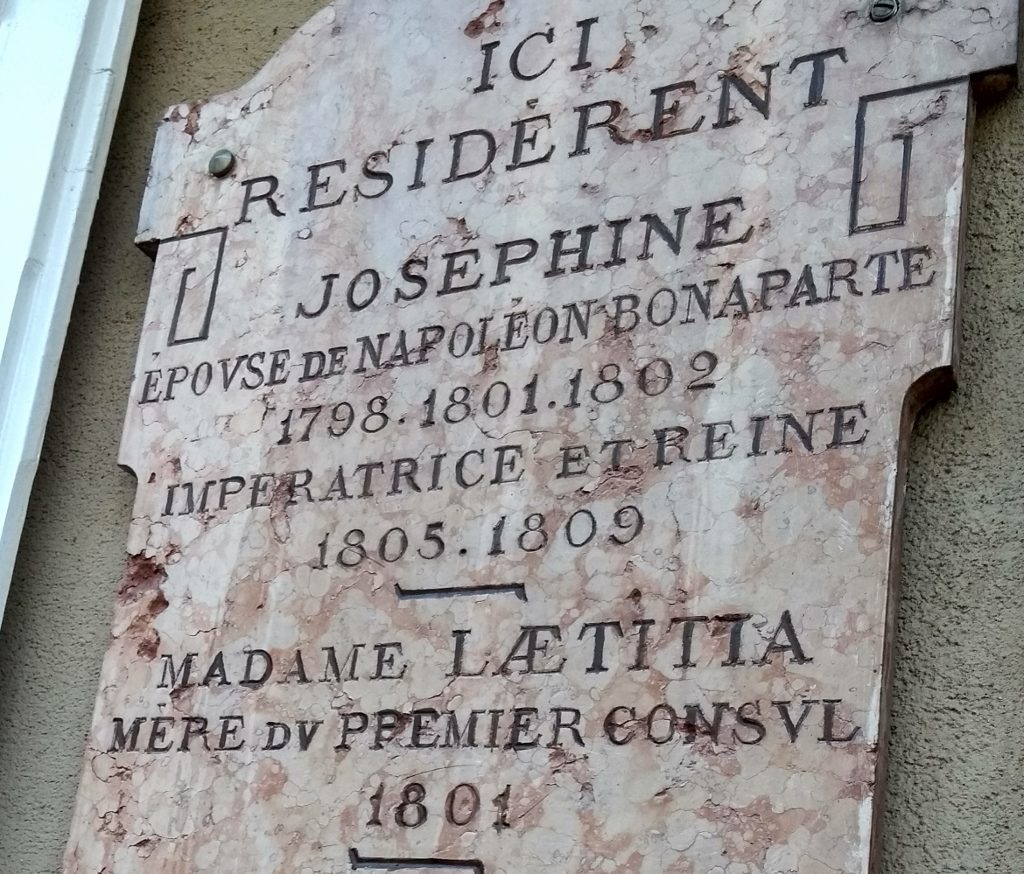 ICI
RESIDÈRENT
JOSEPHINE
ÉPOVSE DE NAPOLÉON BONAPARTE
1798.1801.1802
IMPERATRICE ET REINE
1805.1809
MADAME LÆTITIA
MÈRE DV PREMIER CONSVL
1801